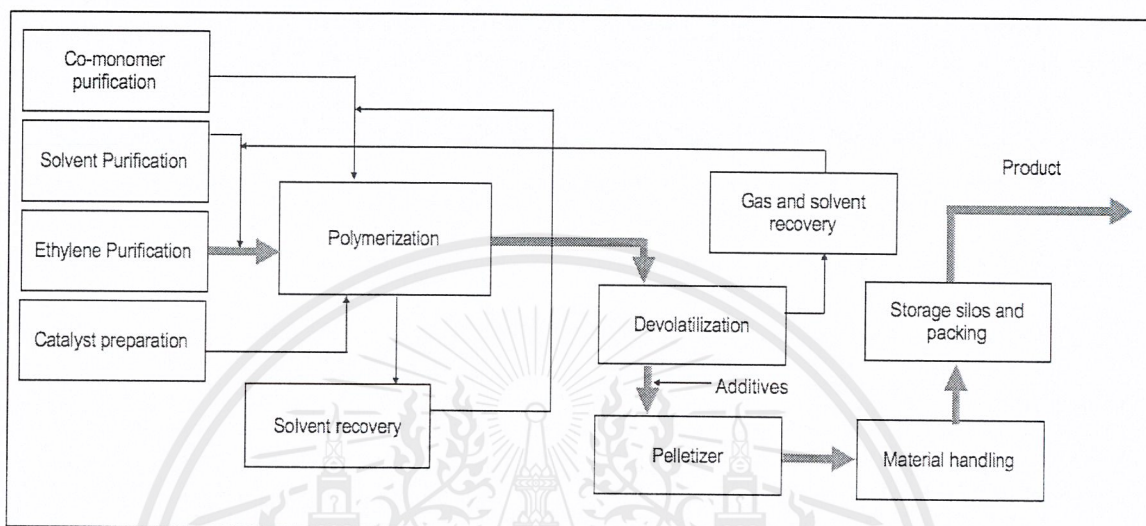 Co-monomer
purification
Solvent Purification
Ethylene Purification
Catalyst preparation
Polymerization
Solvent recovery
Gas and solvent
recovery
Devolatilization
Additives
Pelletizer
Material handling
Storage silos and
packing
Product